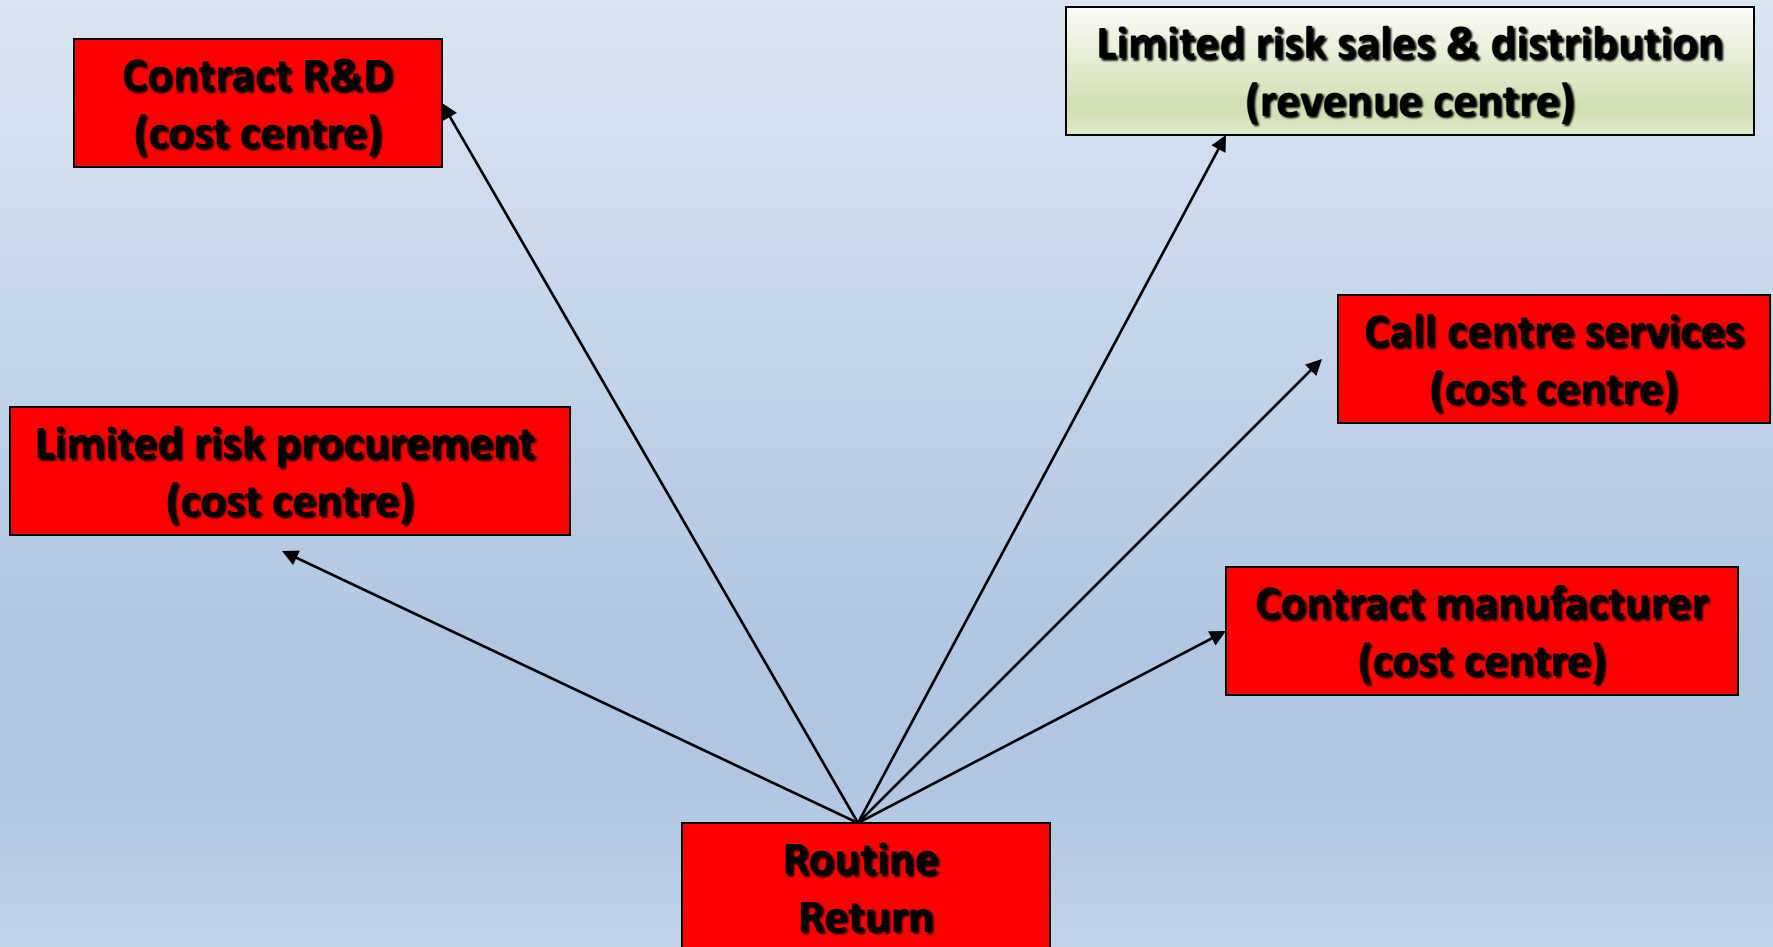 Contract R&D
(cost centre)
Limited risk sales & distribution
(revenue centre)
Call centre services
(cost centre)
Limited risk procurement
(cost centre)
Contract manufacturer
(cost centre)
Routine
Return